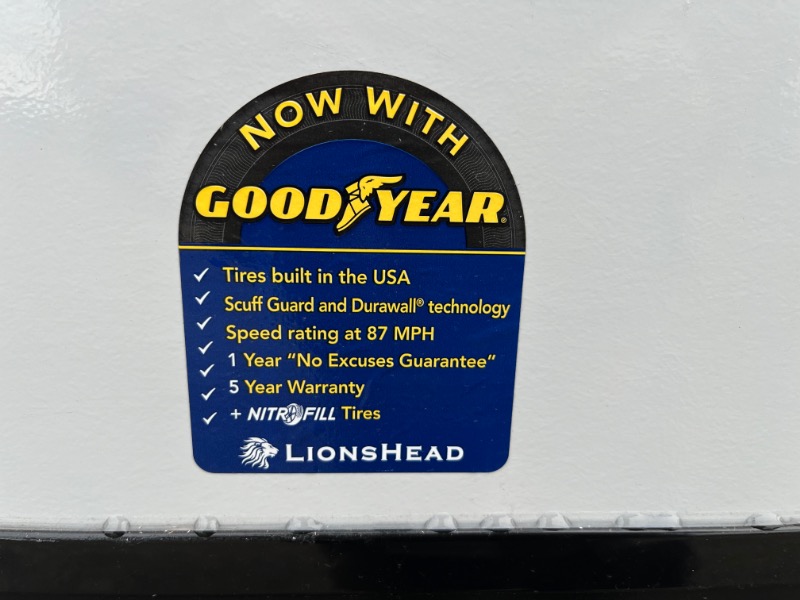 NOW WITH
GOODYEAR®
✓ Tires built in the USA
✓ Scuff Guard and Durawall® technology
✓ Speed rating at 87 MPH
✓ 1 Year “No Excuses Guarantee”
✓ 5 Year Warranty
✓ + NITROFILL Tires
LIONSHEAD